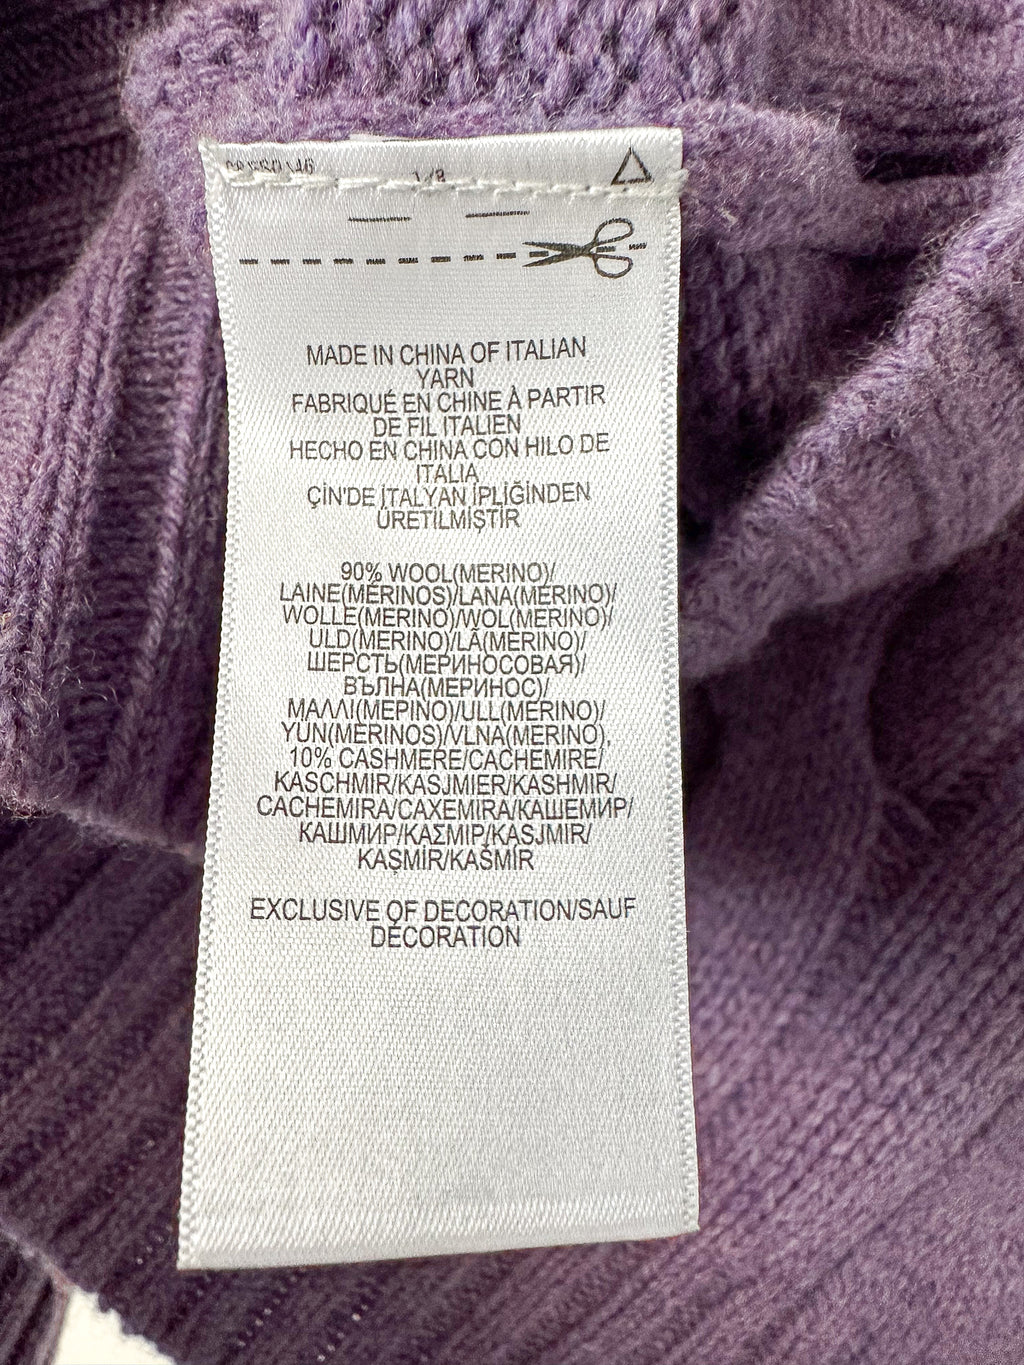 MADE IN CHINA OF ITALIAN
YARN
FABRIQUÉ EN CHINE À PARTIR
DE FIL ITALIEN
HECHO EN CHINA CON HILO DE
ITALIA
ÇİN'DE İTALYAN İPLİĞİNDEN
ÜRETİLMİŞTİR
90% WOOL(MERINO)/
LAINE(MÉRINOS)/LANA(MERINO)/
WOLLE(MERINO)/WOL(MERINO)/
ULD(MERINO)/LÃ(MERINO)/
ШЕРСТЬ(МЕРИНОСОВАЯ)/
ВЪЛНА(МЕРИНОС)/
ΜΑΛΛΙ(ΜΕΡΙΝΟ)/ULL(MERINO)/
YÜN(MERINOS)/VLNA(MERINO),
10% CASHMERE/CACHEMIRE/
KASCHMIR/KASJMIER/KASHMIR/
CACHEMIRA/CAXEMIRA/КАШЕМИР/
КАШМИР/ΚΑΣΜΙΡ/KASJMIR/
KAŞMİR/KAŠMÍR
EXCLUSIVE OF DECORATION/SAUF
DÉCORATION